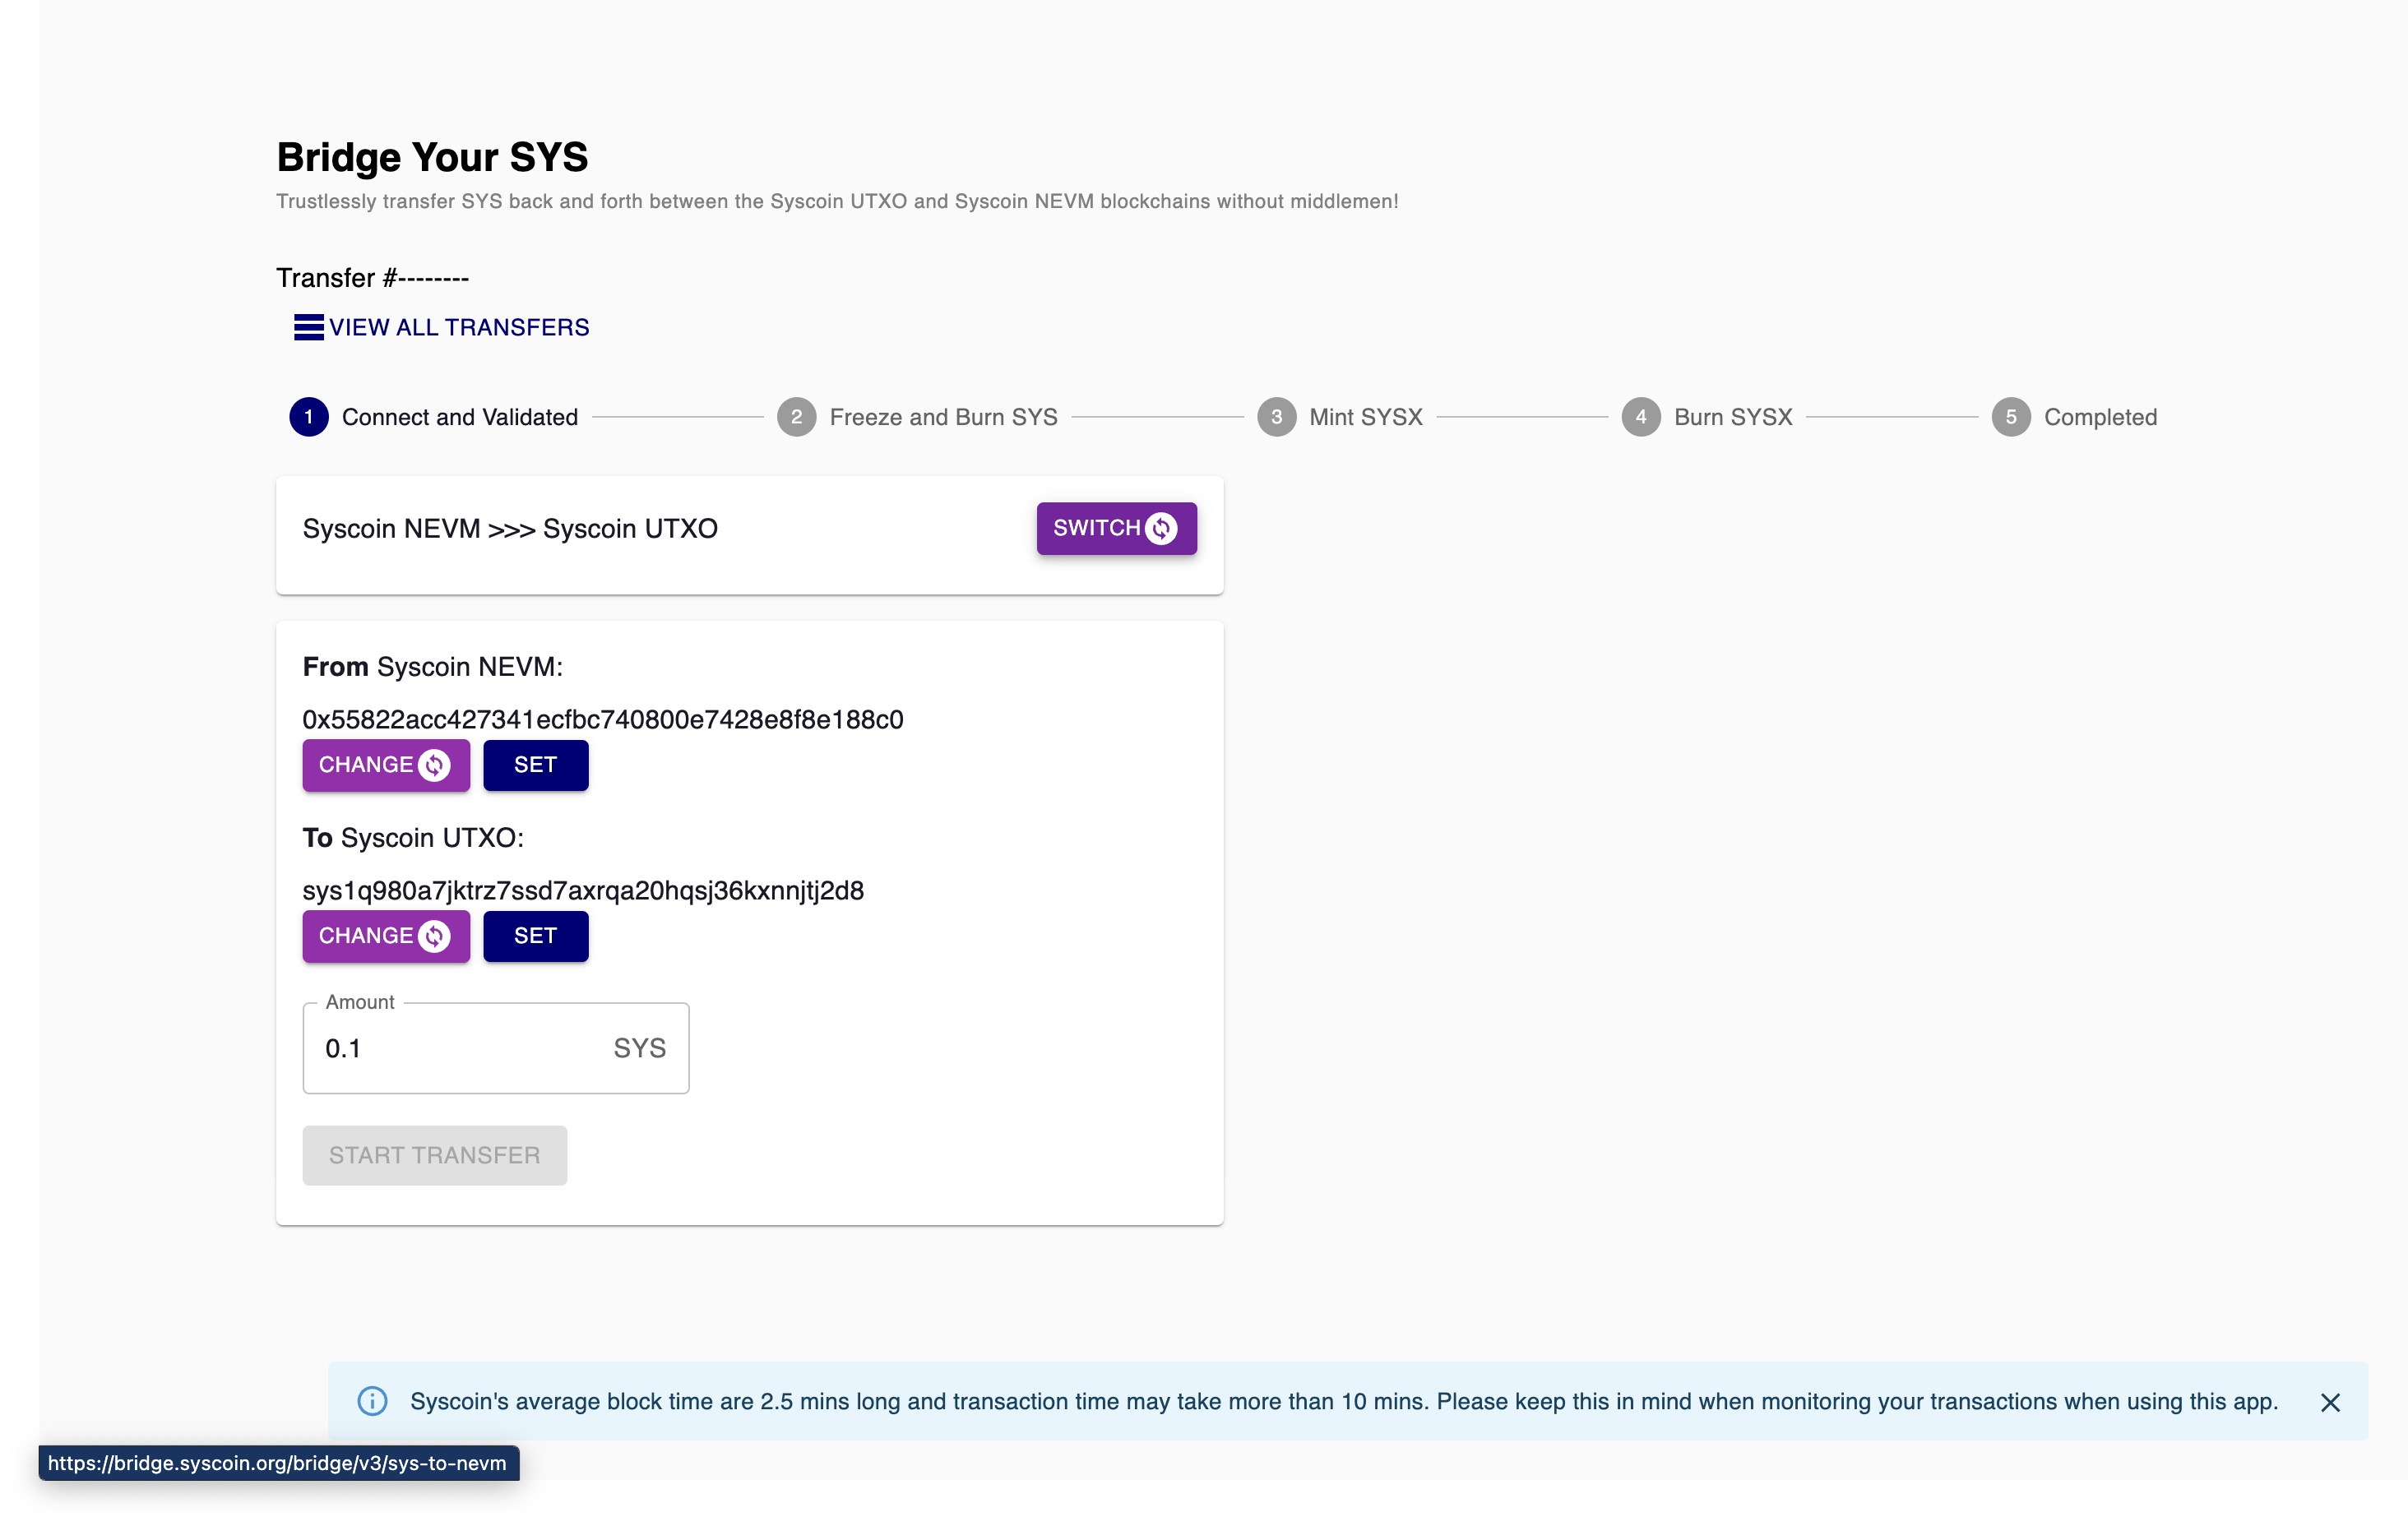 Bridge Your SYS
Trustlessly transfer SYS back and forth between the Syscoin UTXO and Syscoin NEVM blockchains without middlemen!
Transfer #--------
VIEW ALL TRANSFERS
1 Connect and Validated 2 Freeze and Burn SYS 3 Mint SYSX 4 Burn SYSX 5 Completed
Syscoin NEVM >>> Syscoin UTXO SWITCH
From Syscoin NEVM:
0x55822acc427341ecfbc740800e7428e8f8e188c0
CHANGE SET
To Syscoin UTXO:
sys1q980a7jktrz7ssd7axrqa20hqsj36kxnnjtj2d8
CHANGE SET
Amount
0.1 SYS
START TRANSFER
Syscoin's average block time are 2.5 mins long and transaction time may take more than 10 mins. Please keep this in mind when monitoring your transactions when using this app.
https://bridge.syscoin.org/bridge/v3/sys-to-nevm